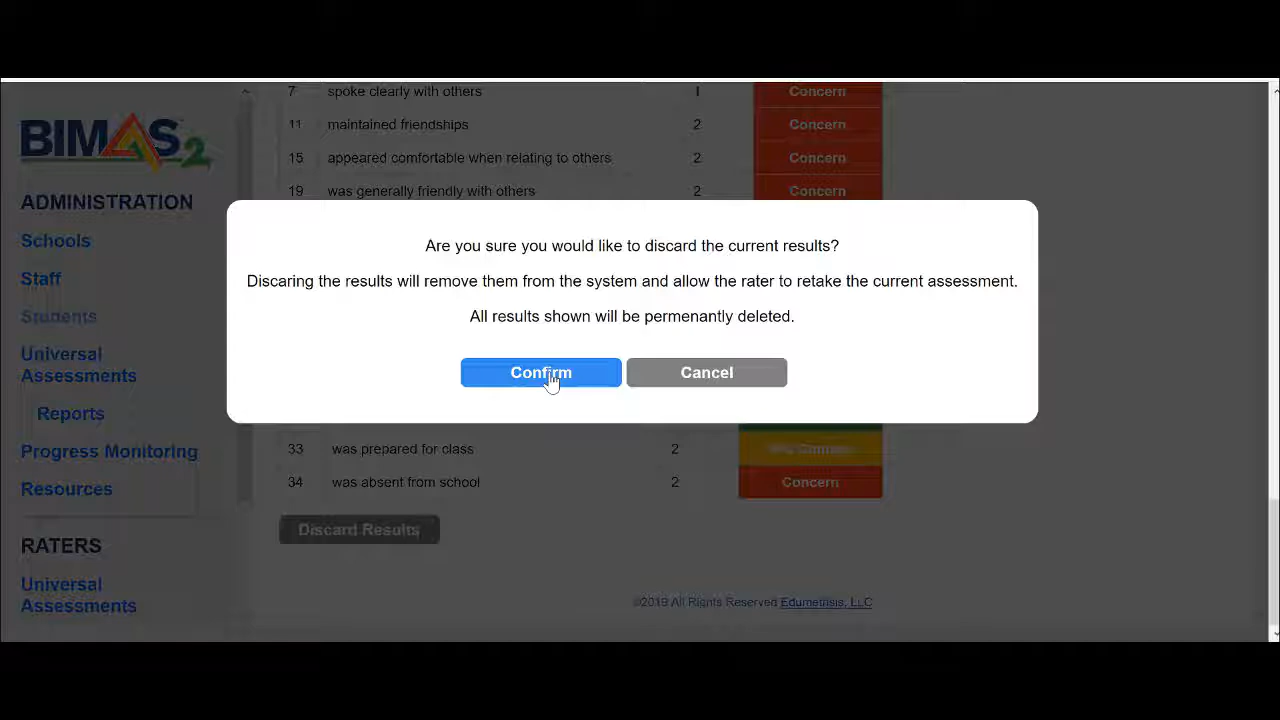 7 spoke clearly with others 1 Concern
BIMAS 2
11 maintained friendships 2 Concern
15 appeared comfortable when relating to others 2 Concern
ADMINISTRATION
19 was generally friendly with others 2 Concern
Schools
Staff
Students
Universal
Assessments
Reports
Progress Monitoring
Resources
RATERS
Universal
Assessments
Are you sure you would like to discard the current results?
Discaring the results will remove them from the system and allow the rater to retake the current assessment.
All results shown will be permenantly deleted.
Confirm Cancel
33 was prepared for class 2
34 was absent from school 2 Concern
Discard Results
©2019 All Rights Reserved Edumetrisis, LLC